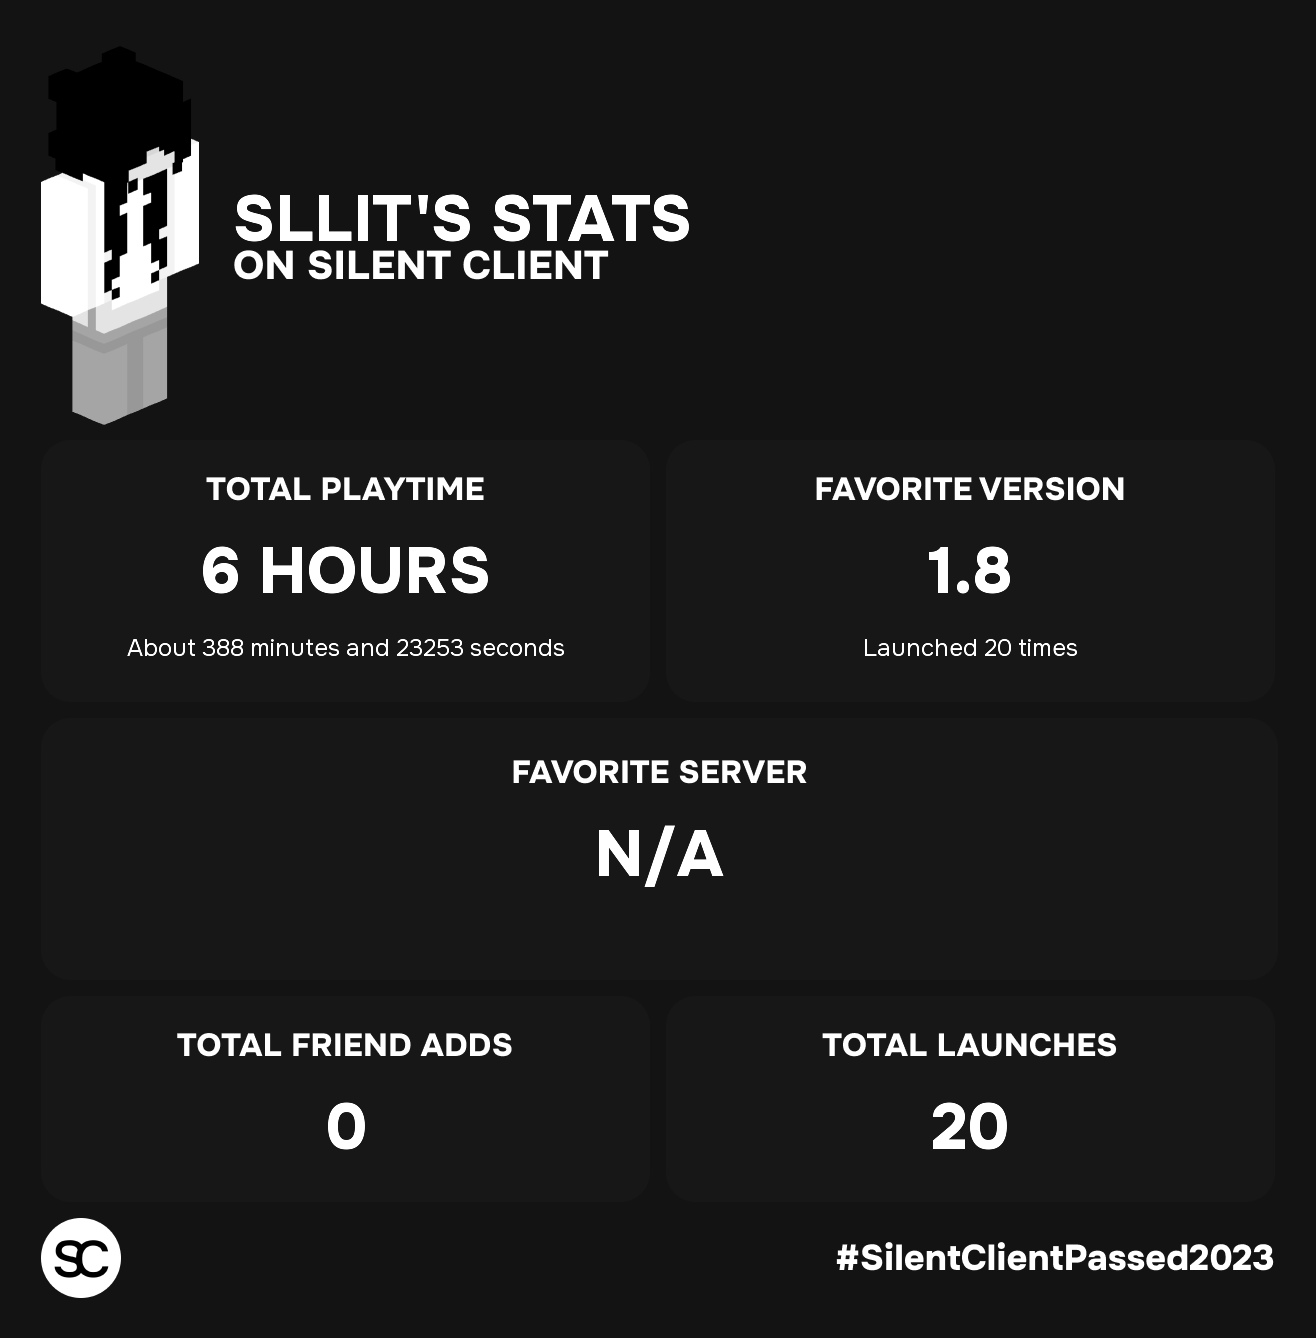 SLLIT'S STATS
ON SILENT CLIENT
TOTAL PLAYTIME
6 HOURS
About 388 minutes and 23253 seconds
FAVORITE VERSION
1.8
Launched 20 times
FAVORITE SERVER
N/A
TOTAL FRIEND ADDS
0
TOTAL LAUNCHES
20
SC
#SilentClientPassed2023